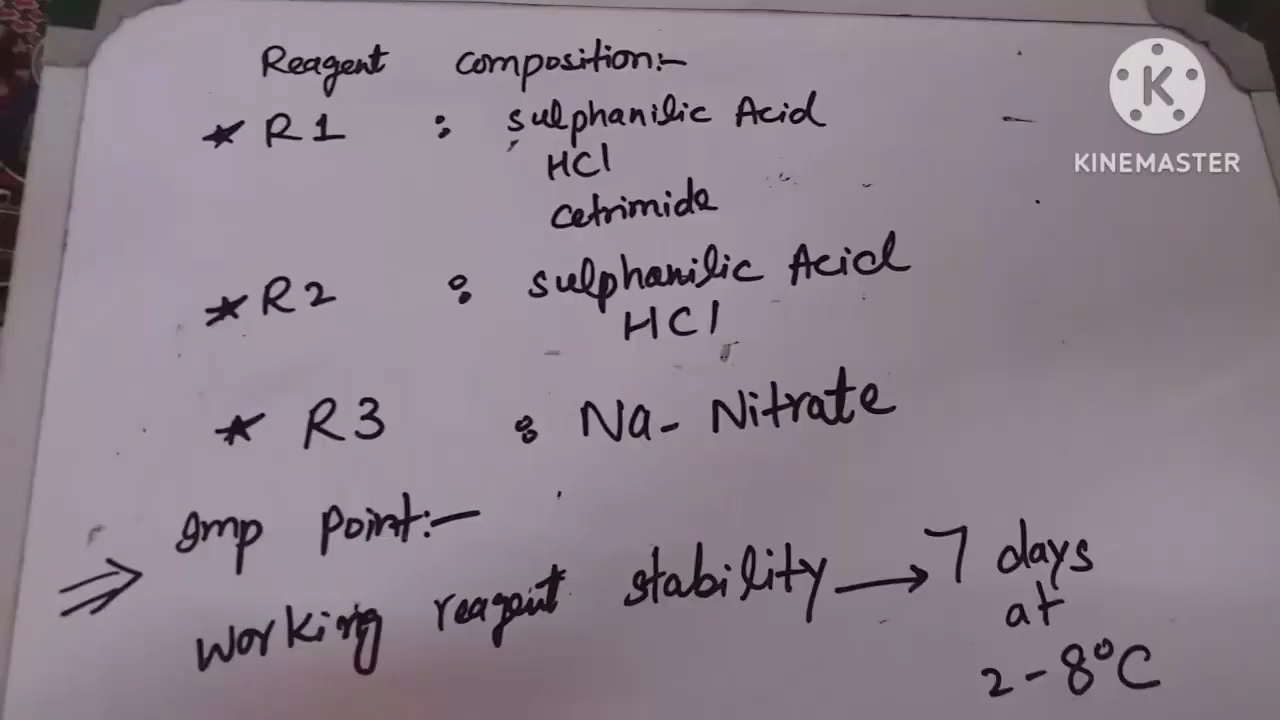 Reagent composition:-
★ R1 : sulphanilic Acid
HCl
Cetrimide
★ R2 : sulphanilic Acid
HCl
★ R3 : Na- Nitrate
Imp Point:-
⇒ working reagent stability → 7 days
at
2-8°C
K
KINEMASTER